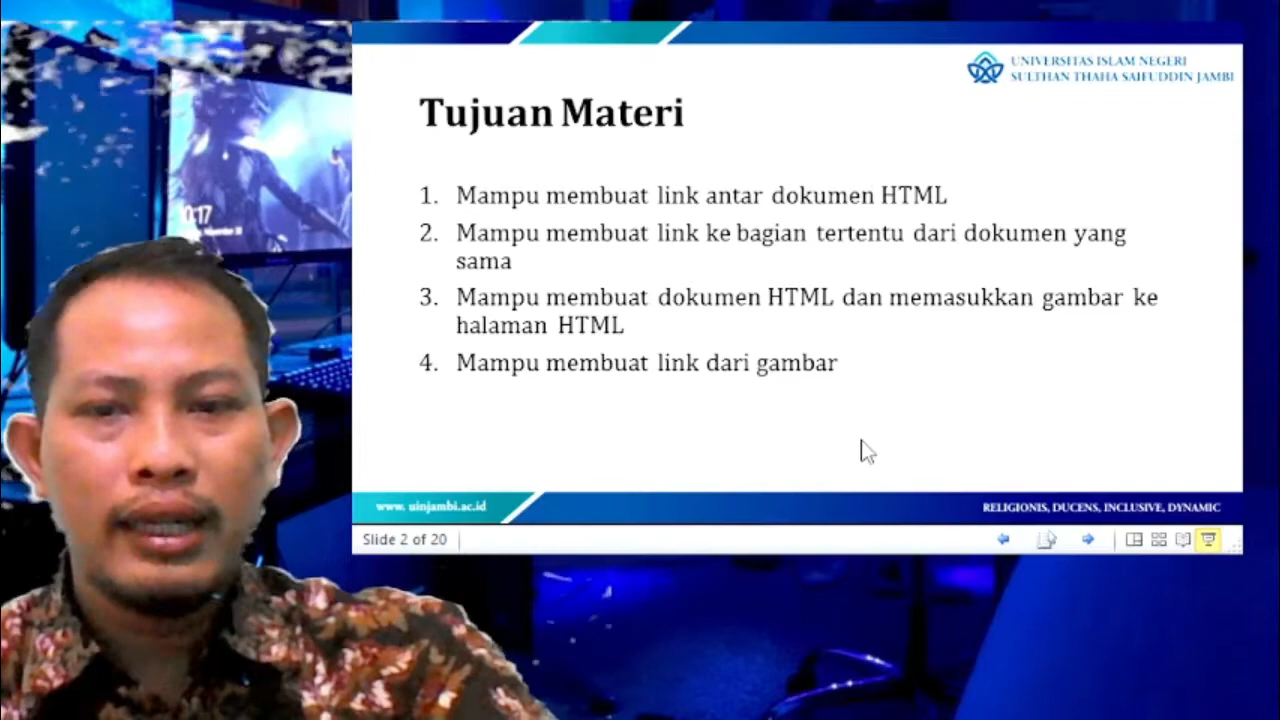 UNIVERSITAS ISLAM NEGERI
SULTHAN THAHA SAIFUDDIN JAMBI
Tujuan Materi
1. Mampu membuat link antar dokumen HTML
2. Mampu membuat link ke bagian tertentu dari dokumen yang
sama
3. Mampu membuat dokumen HTML dan memasukkan gambar ke
halaman HTML
4. Mampu membuat link dari gambar
www. uinjambi.ac.id
RELIGIONIS, DUCENS, INCLUSIVE, DYNAMIC
Slide 2 of 20